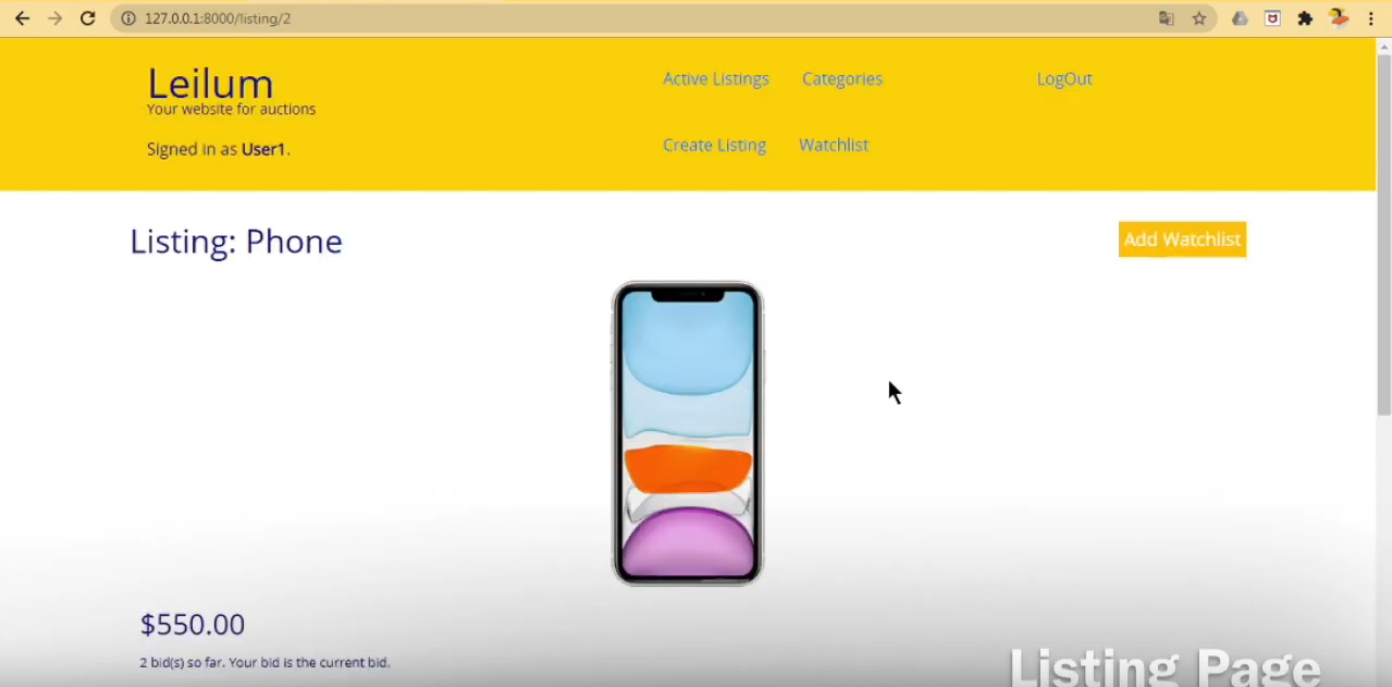 127.0.0.1:8000/listing/2
Leilum
Your website for auctions
Signed in as User1.
Active Listings Categories LogOut
Create Listing Watchlist
Listing: Phone
Add Watchlist
$550.00
2 bid(s) so far. Your bid is the current bid.
Listing Page